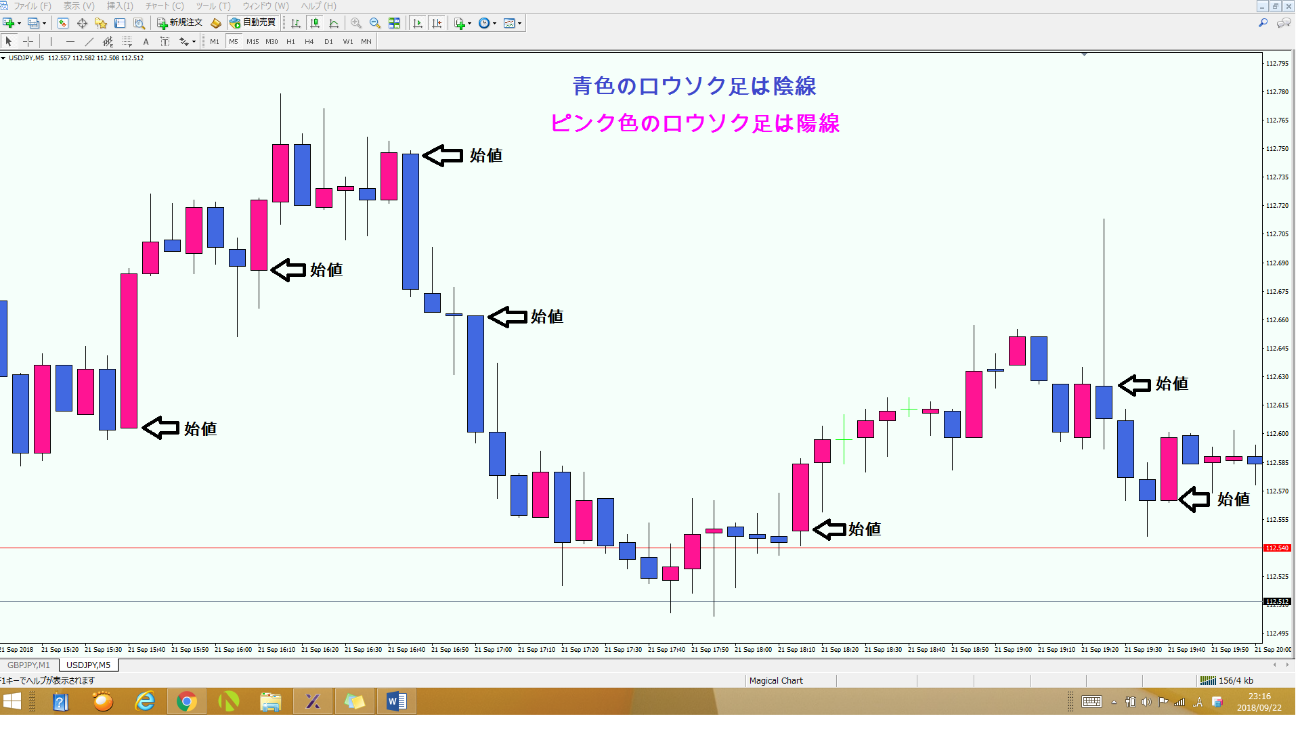 ファイル (F) 表示 (V) 挿入(I) チャート (C) ツール (T) ウィンドウ (W) ヘルプ (H)
新規注文 自動売買
A T M1 M5 M15 M30 H1 H4 D1 W1 MN
USDJPY,M5 112.557 112.582 112.508 112.512
青色のロウソク足は陰線
ピンク色のロウソク足は陽線
始値
始値
始値
始値
始値
始値
始値
112.795
112.780
112.765
112.750
112.735
112.720
112.705
112.690
112.675
112.660
112.645
112.630
112.615
112.600
112.585
112.570
112.555
112.540
112.525
112.512
112.495
21 Sep 2018 21 Sep 15:20 21 Sep 15:30 21 Sep 15:40 21 Sep 15:50 21 Sep 16:00 21 Sep 16:10 21 Sep 16:20 21 Sep 16:30 21 Sep 16:40 21 Sep 16:50 21 Sep 17:00 21 Sep 17:10 21 Sep 17:20 21 Sep 17:30 21 Sep 17:40 21 Sep 17:50 21 Sep 18:00 21 Sep 18:10 21 Sep 18:20 21 Sep 18:30 21 Sep 18:40 21 Sep 18:50 21 Sep 19:00 21 Sep 19:10 21 Sep 19:20 21 Sep 19:30 21 Sep 19:40 21 Sep 19:50 21 Sep 20:00
GBPJPY,M1 USDJPY,M5
F1キーでヘルプが表示されます Magical Chart 156/4 kb
23:16
2018/09/22